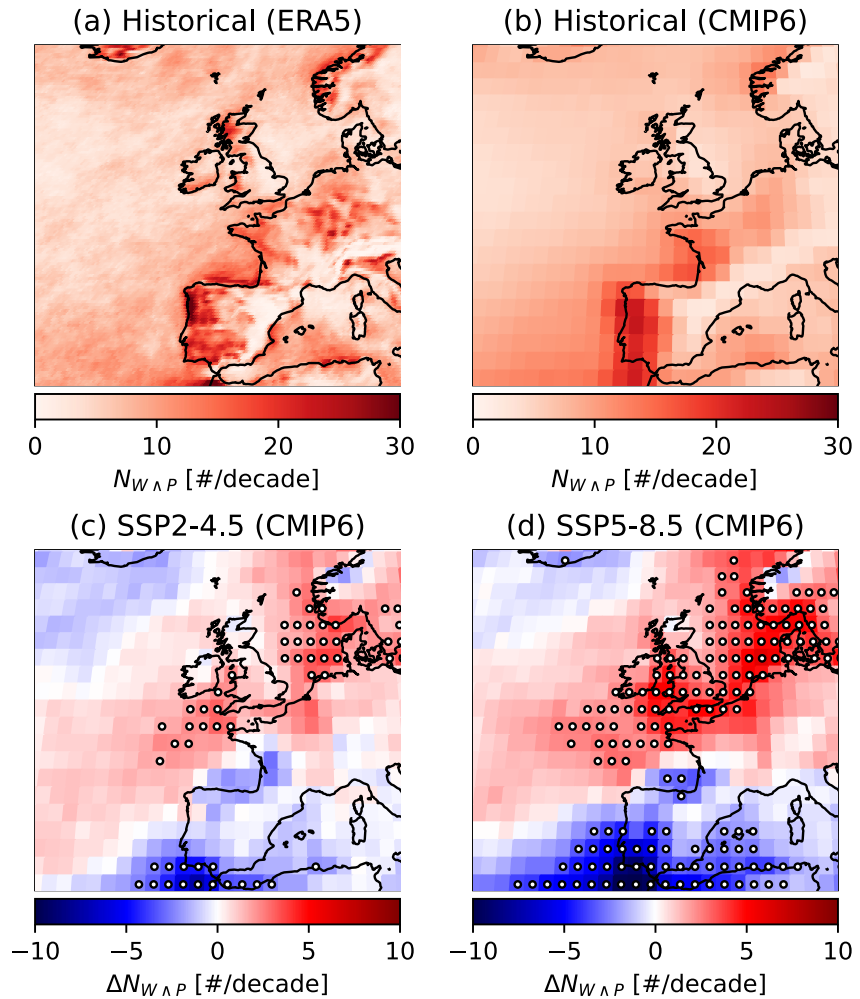 (a) Historical (ERA5)
(b) Historical (CMIP6)
0 10 20 30
0 10 20 30
N_{W∧P} [#/decade]
N_{W∧P} [#/decade]
(c) SSP2-4.5 (CMIP6)
(d) SSP5-8.5 (CMIP6)
−10 −5 0 5 10
−10 −5 0 5 10
ΔN_{W∧P} [#/decade]
ΔN_{W∧P} [#/decade]